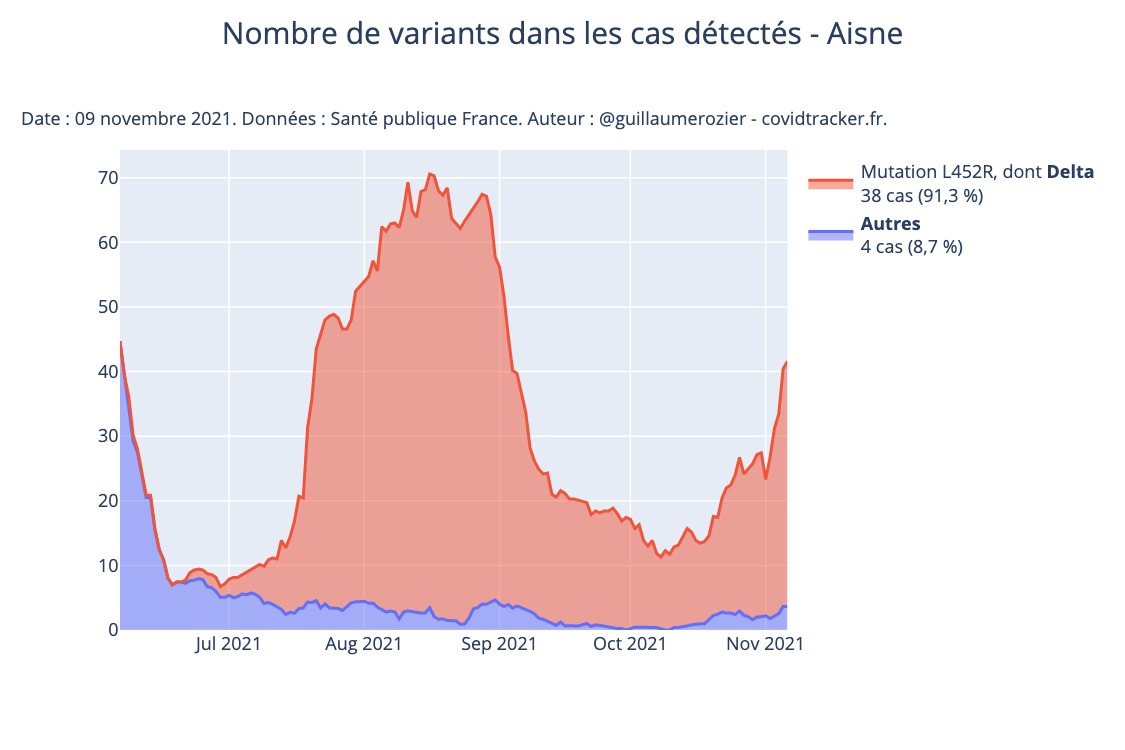 Nombre de variants dans les cas détectés - Aisne
Date : 09 novembre 2021. Données : Santé publique France. Auteur : @guillaumerozier - covidtracker.fr.
Mutation L452R, dont Delta
38 cas (91,3 %)
Autres
4 cas (8,7 %)
70
60
50
40
30
20
10
0
Jul 2021 Aug 2021 Sep 2021 Oct 2021 Nov 2021